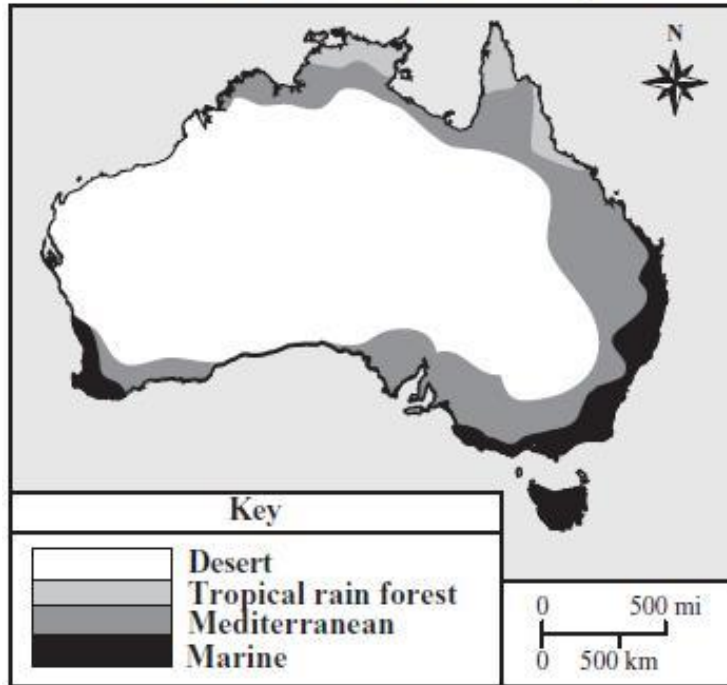 N
Key
Desert
Tropical rain forest
Mediterranean
Marine
0 500 mi
0 500 km